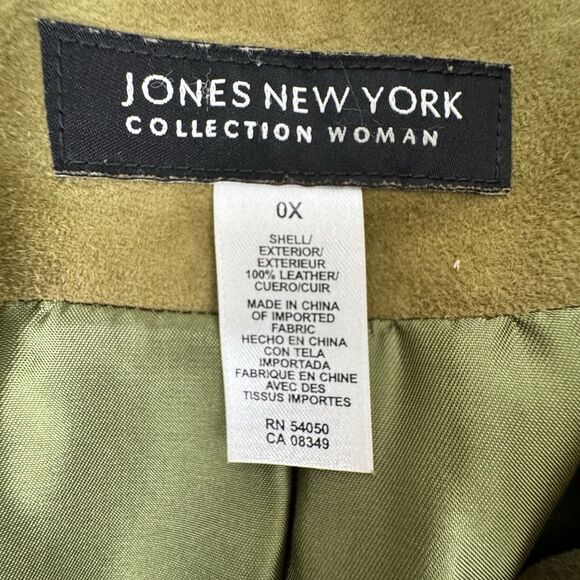 JONES NEW YORK
COLLECTION WOMAN
0X
SHELL/
EXTERIOR/
EXTERIEUR
100% LEATHER/
CUERO/CUIR
MADE IN CHINA
OF IMPORTED
FABRIC
HECHO EN CHINA
CON TELA
IMPORTADA
FABRIQUE EN CHINE
AVEC DES
TISSUS IMPORTES
RN 54050
CA 08349